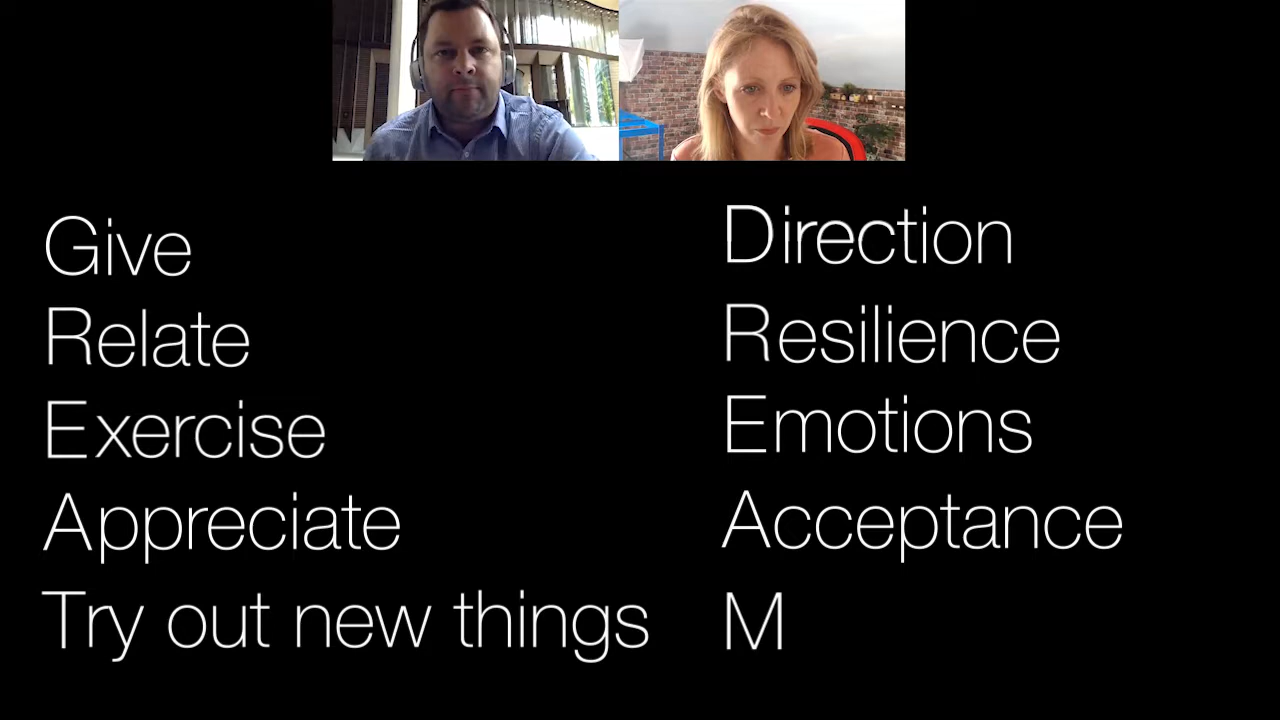 Give
Relate
Exercise
Appreciate
Try out new things
Direction
Resilience
Emotions
Acceptance
M